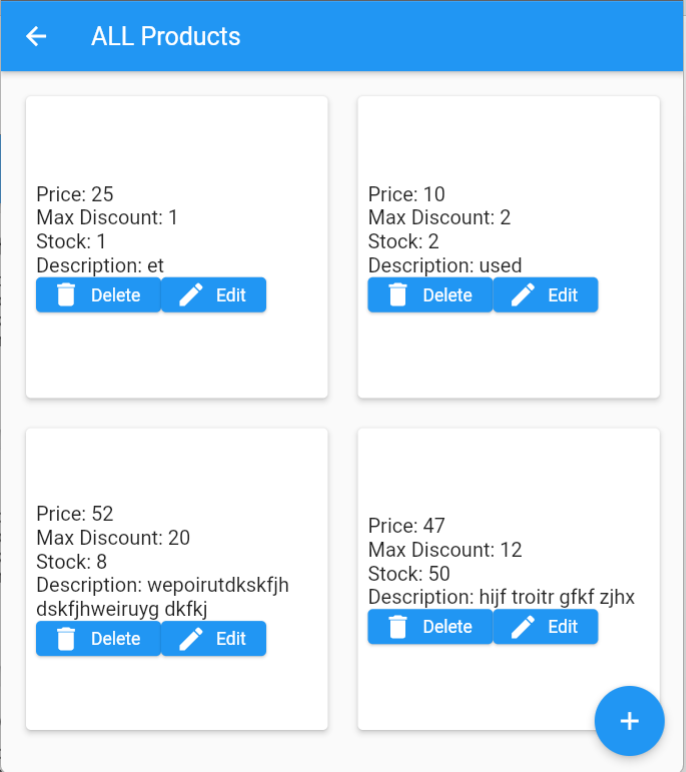 ALL Products
Price: 25
Max Discount: 1
Stock: 1
Description: et
Delete
Edit
Price: 10
Max Discount: 2
Stock: 2
Description: used
Delete
Edit
Price: 52
Max Discount: 20
Stock: 8
Description: wepoirutdkskfjh
dskfjhweiruyg dkfkj
Delete
Edit
Price: 47
Max Discount: 12
Stock: 50
Description: hijf troitr gfkf zjhx
Delete
Edit